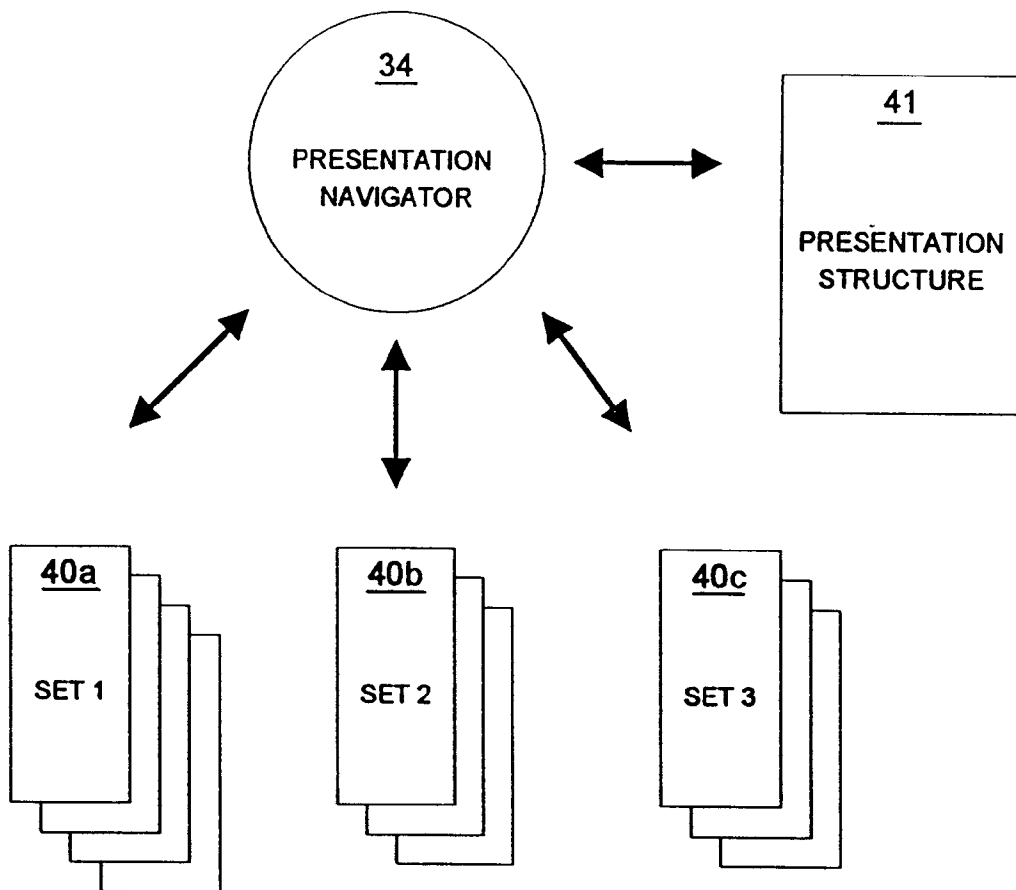 34
PRESENTATION
NAVIGATOR
41
PRESENTATION
STRUCTURE
40a
SET 1
40b
SET 2
40c
SET 3